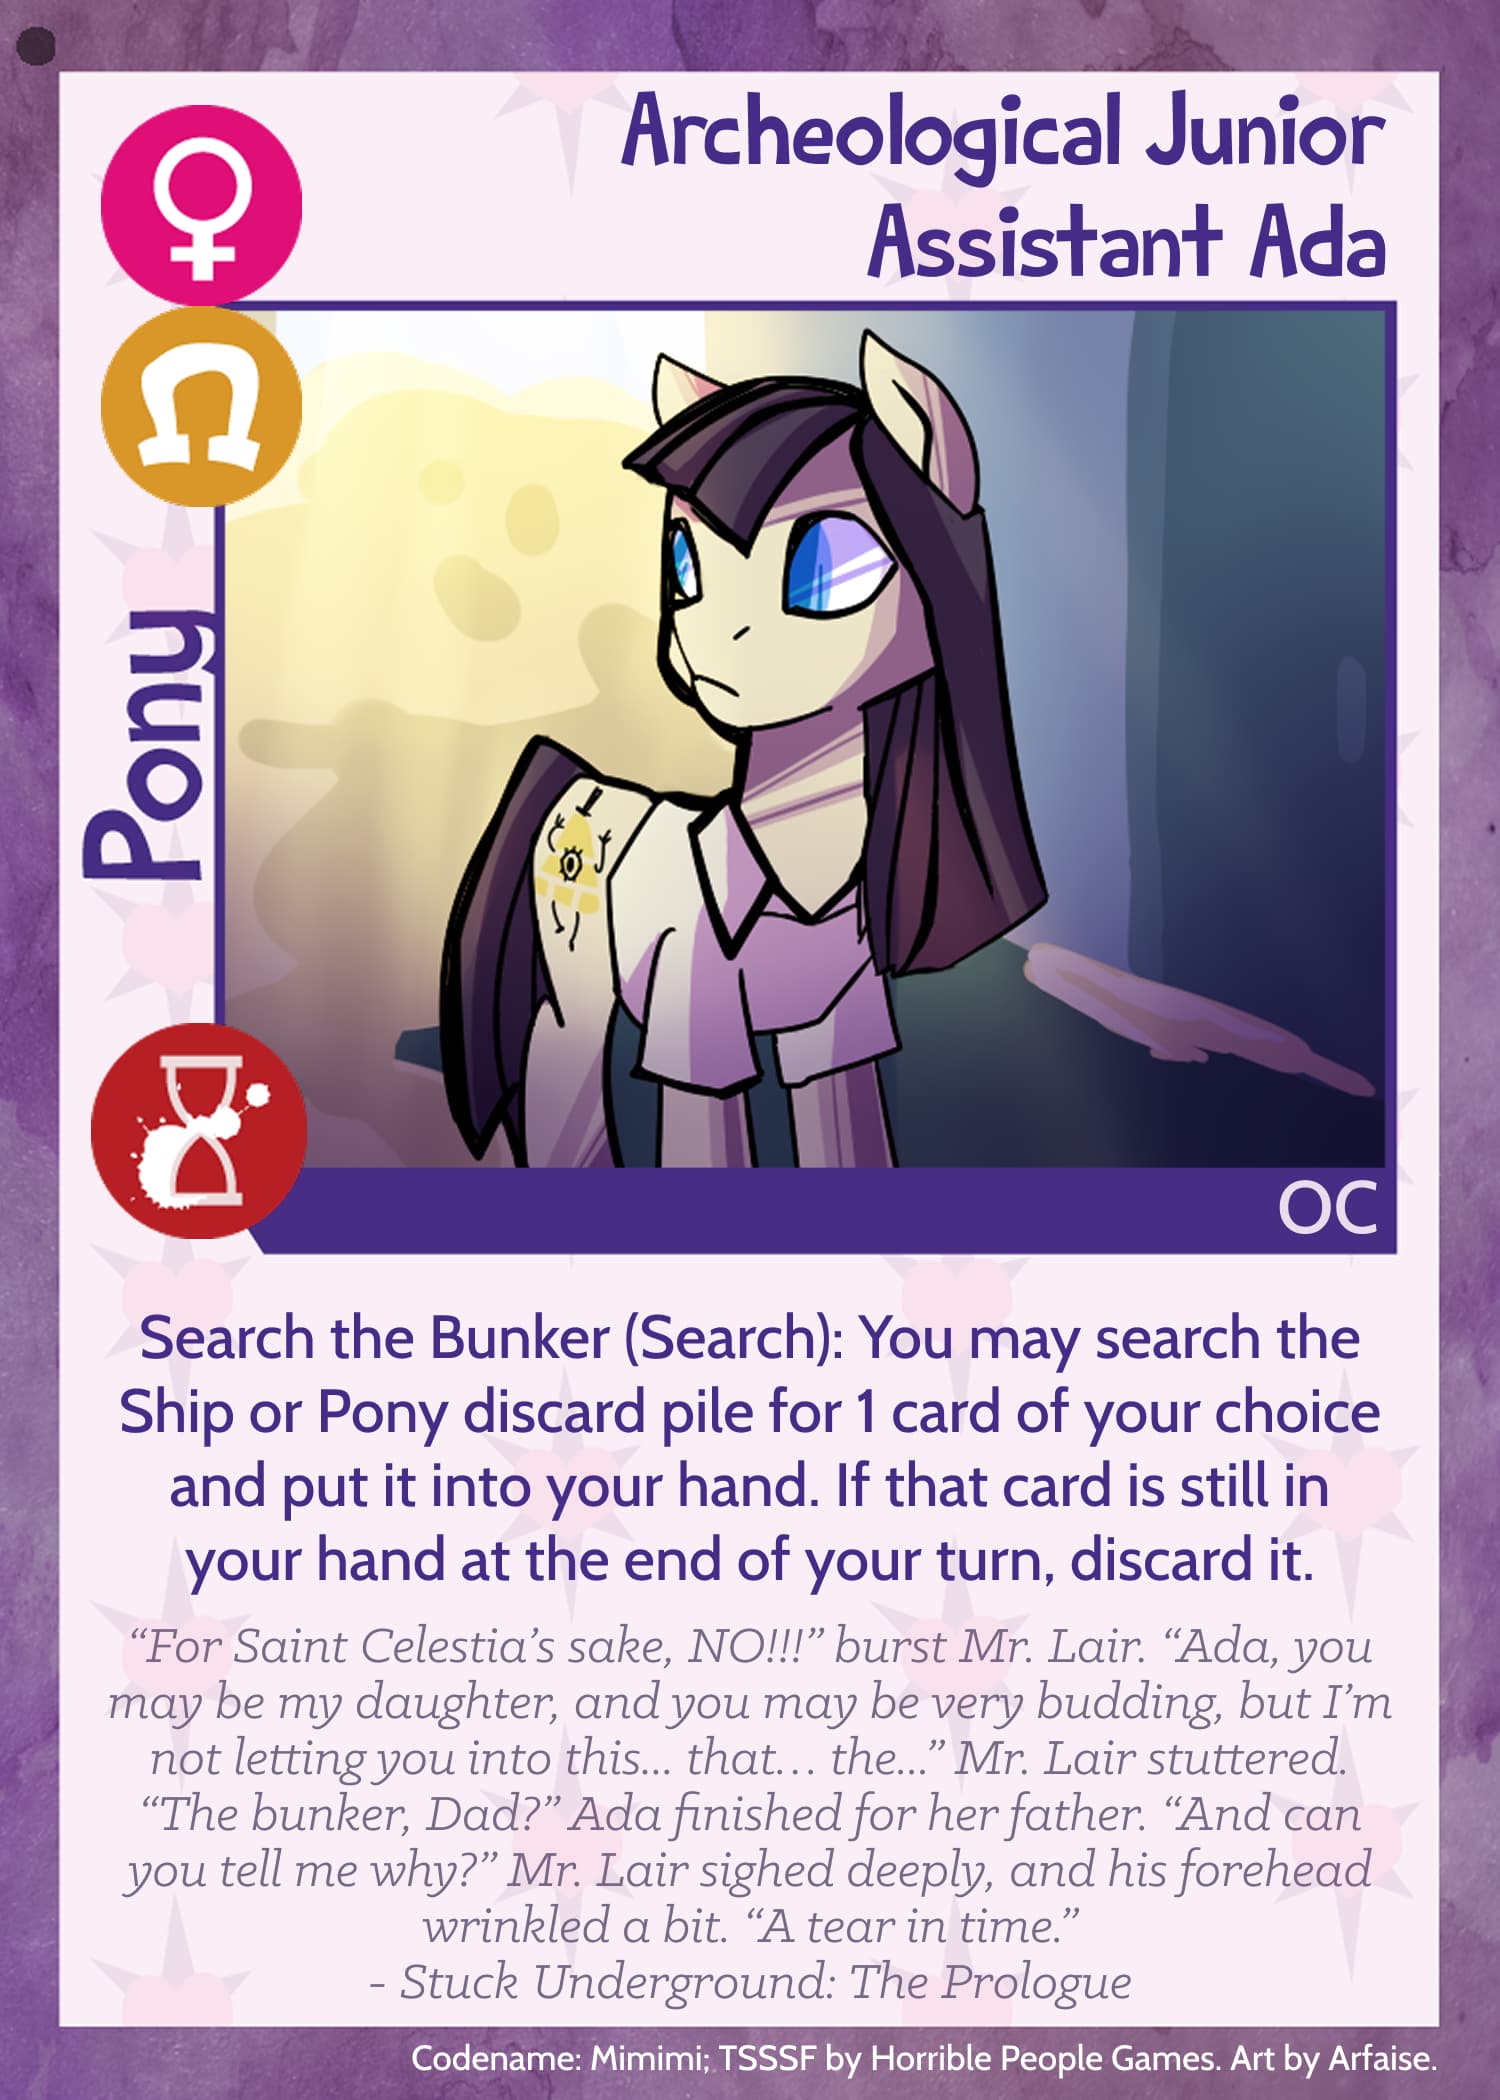 Archeological Junior
Assistant Ada
Pony
OC
Search the Bunker (Search): You may search the
Ship or Pony discard pile for 1 card of your choice
and put it into your hand. If that card is still in
your hand at the end of your turn, discard it.
“For Saint Celestia’s sake, NO!!!” burst Mr. Lair. “Ada, you
may be my daughter, and you may be very budding, but I’m
not letting you into this... that… the...” Mr. Lair stuttered.
“The bunker, Dad?” Ada finished for her father. “And can
you tell me why?” Mr. Lair sighed deeply, and his forehead
wrinkled a bit. “A tear in time.”
- Stuck Underground: The Prologue
Codename: Mimimi; TSSSF by Horrible People Games. Art by Arfaise.